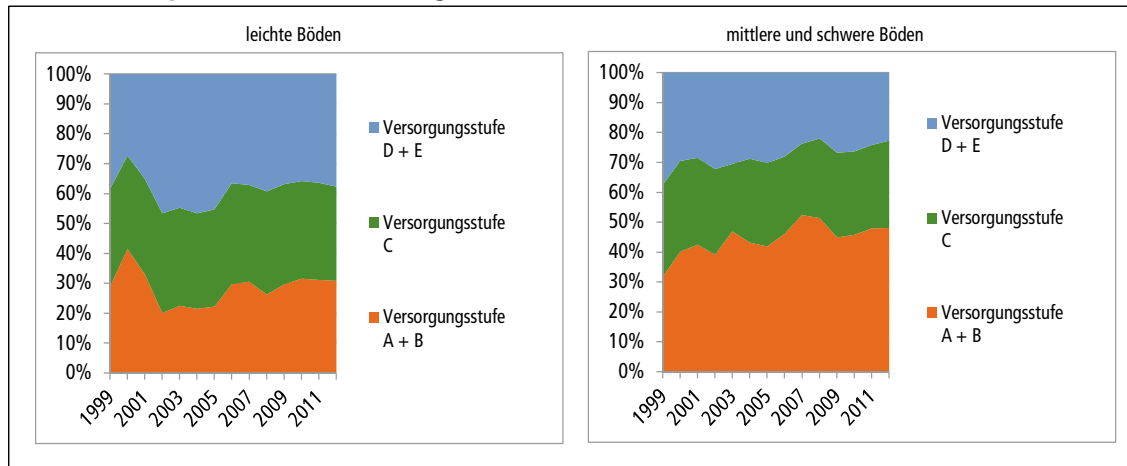 leichte Böden
100%
90%
80%
70%
60%
50%
40%
30%
20%
10%
0%
1999
2001
2003
2005
2007
2009
2011
Versorgungsstufe
D + E
Versorgungsstufe
C
Versorgungsstufe
A + B
mittlere und schwere Böden
100%
90%
80%
70%
60%
50%
40%
30%
20%
10%
0%
1999
2001
2003
2005
2007
2009
2011
Versorgungsstufe
D + E
Versorgungsstufe
C
Versorgungsstufe
A + B